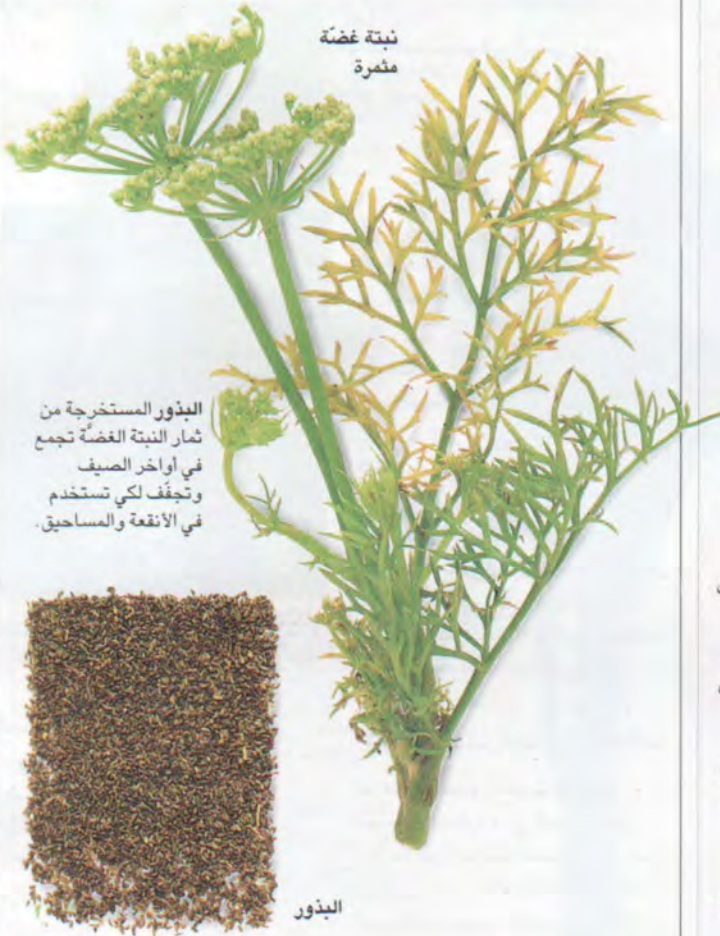 نبتة غضّة
مثمرة
البذور المستخرجة من
ثمار النبتة الغضّة تجمع
في أواخر الصيف
وتجفّف لكي تستخدم
في الأنقعة والمساحيق.
البذور